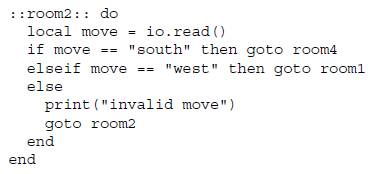 ::room2:: do
  local move = io.read()
  if move == "south" then goto room4
  elseif move == "west" then goto room1
  else
    print("invalid move")
    goto room2
  end
end